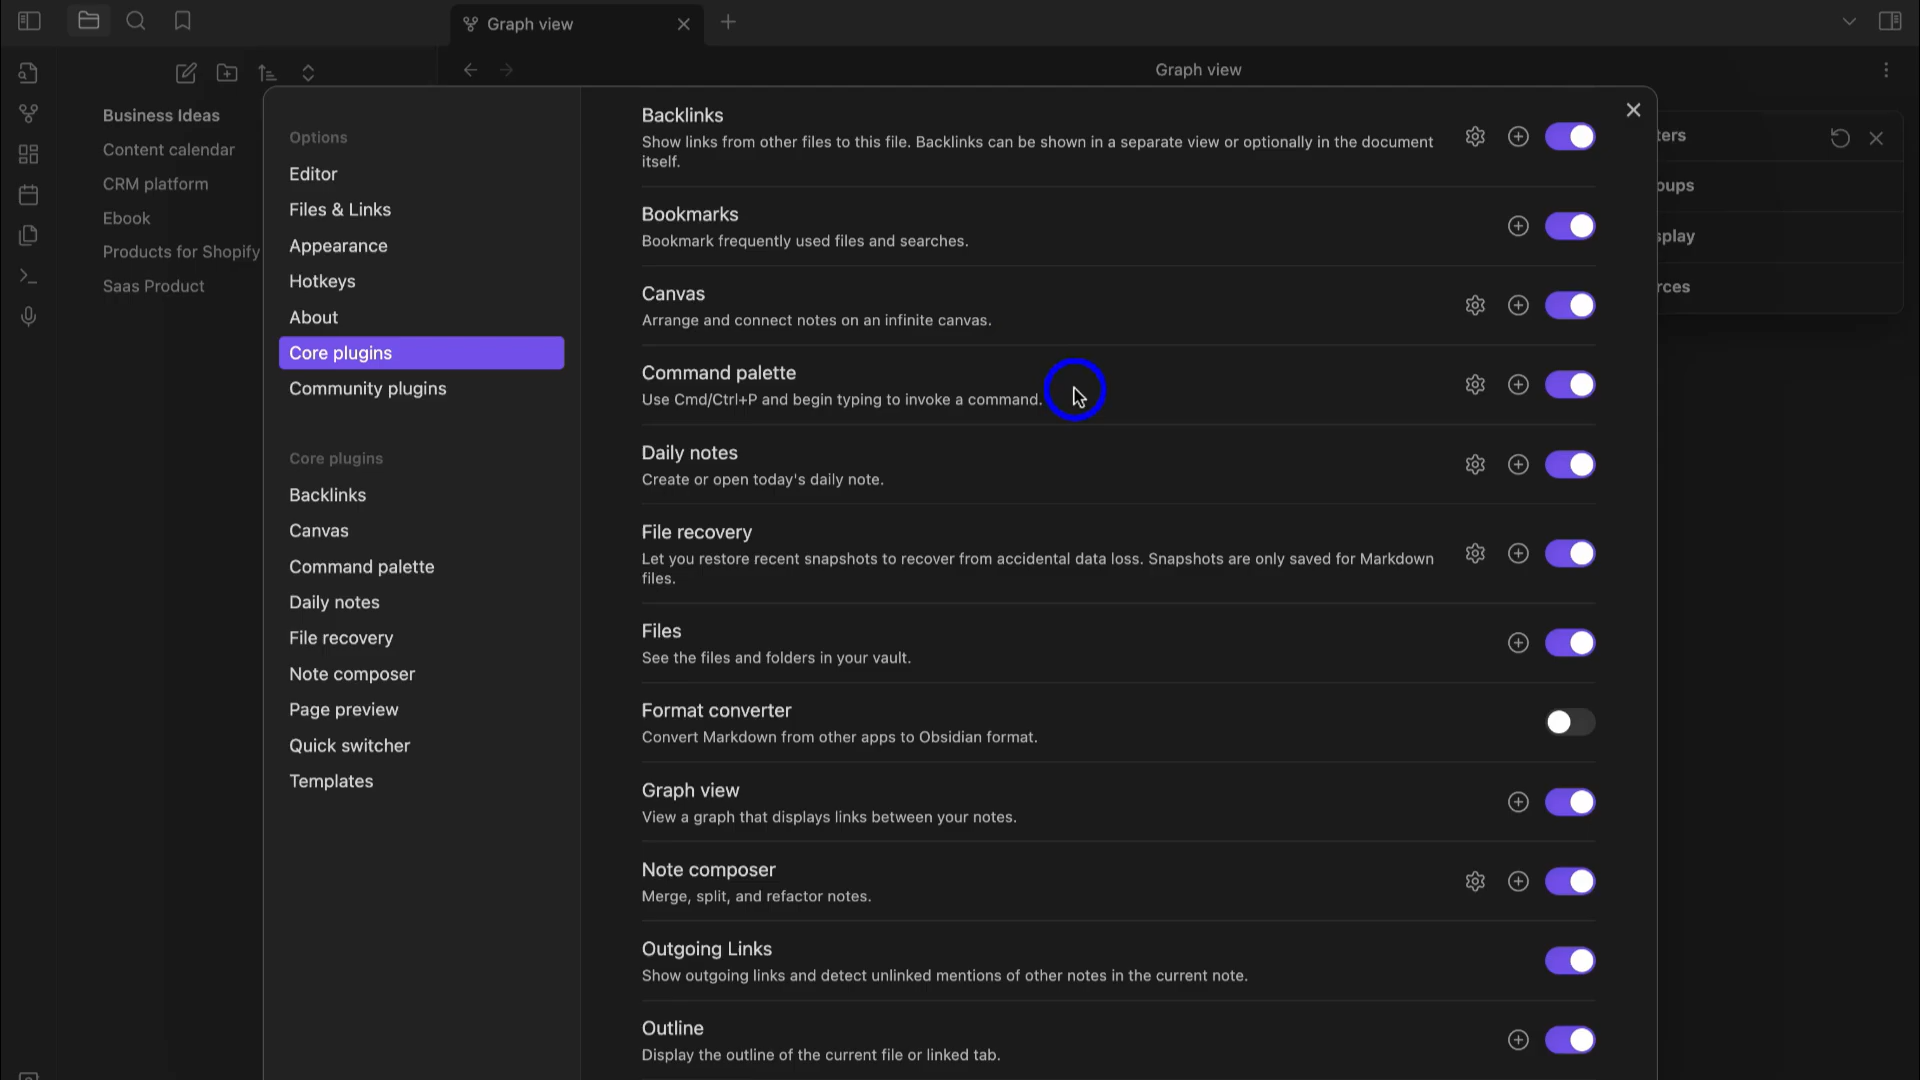 Graph view
Graph view
Business Ideas
Content calendar
CRM platform
Ebook
Products for Shopify
Saas Product
Options
Editor
Files & Links
Appearance
Hotkeys
About
Core plugins
Community plugins
Core plugins
Backlinks
Canvas
Command palette
Daily notes
File recovery
Note composer
Page preview
Quick switcher
Templates
Backlinks
Show links from other files to this file. Backlinks can be shown in a separate view or optionally in the document
itself.
Bookmarks
Bookmark frequently used files and searches.
Canvas
Arrange and connect notes on an infinite canvas.
Command palette
Use Cmd/Ctrl+P and begin typing to invoke a command.
Daily notes
Create or open today's daily note.
File recovery
Let you restore recent snapshots to recover from accidental data loss. Snapshots are only saved for Markdown
files.
Files
See the files and folders in your vault.
Format converter
Convert Markdown from other apps to Obsidian format.
Graph view
View a graph that displays links between your notes.
Note composer
Merge, split, and refactor notes.
Outgoing Links
Show outgoing links and detect unlinked mentions of other notes in the current note.
Outline
Display the outline of the current file or linked tab.
ters
oups
splay
rces